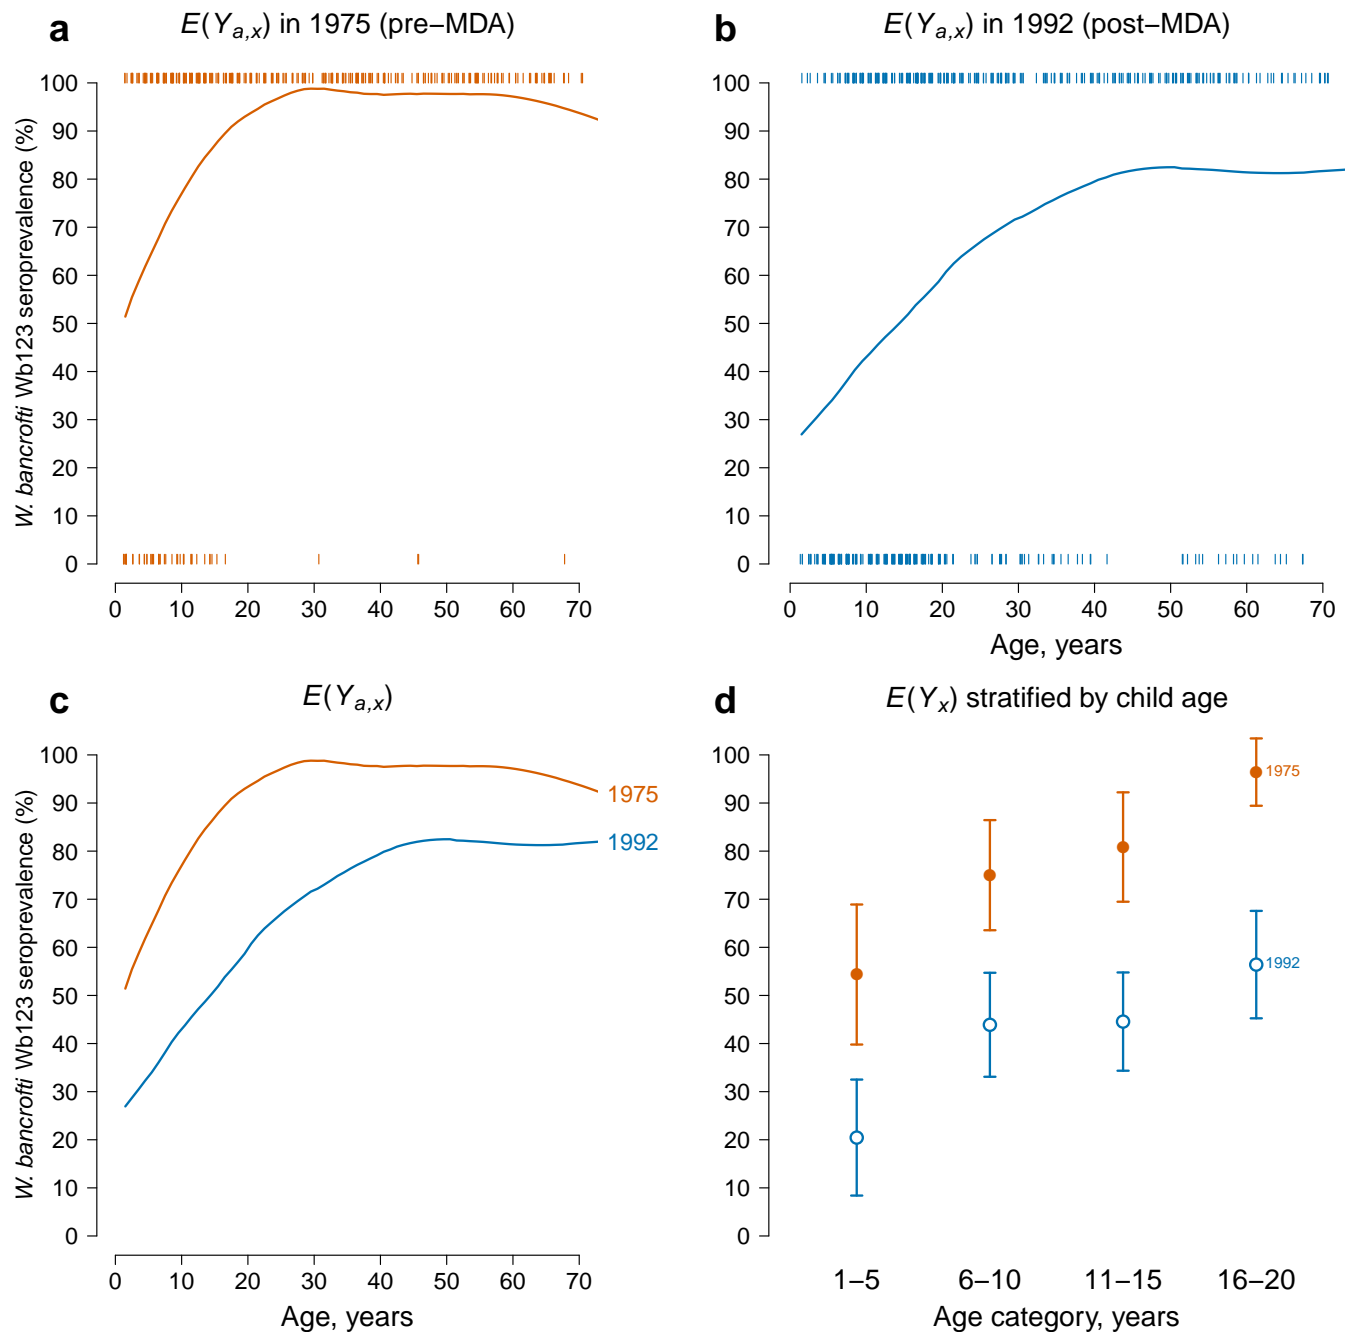 a
E(Ya,x) in 1975 (pre−MDA)
W. bancrofti Wb123 seroprevalence (%)
100
90
80
70
60
50
40
30
20
10
0
0 10 20 30 40 50 60 70
b
E(Ya,x) in 1992 (post−MDA)
100
90
80
70
60
50
40
30
20
10
0
0 10 20 30 40 50 60 70
Age, years
c
E(Ya,x)
W. bancrofti Wb123 seroprevalence (%)
100
90
80
70
60
50
40
30
20
10
0
1975
1992
0 10 20 30 40 50 60 70
Age, years
d
E(Yx) stratified by child age
100
90
80
70
60
50
40
30
20
10
0
1975
1992
1−5 6−10 11−15 16−20
Age category, years